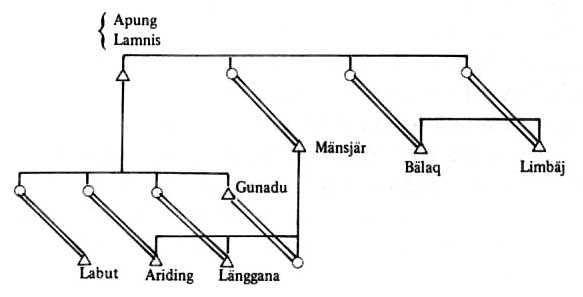 Apung
Lamnis
Mänsjär
Bälaq
Limbäj
Gunadu
Labut
Ariding
Länggana